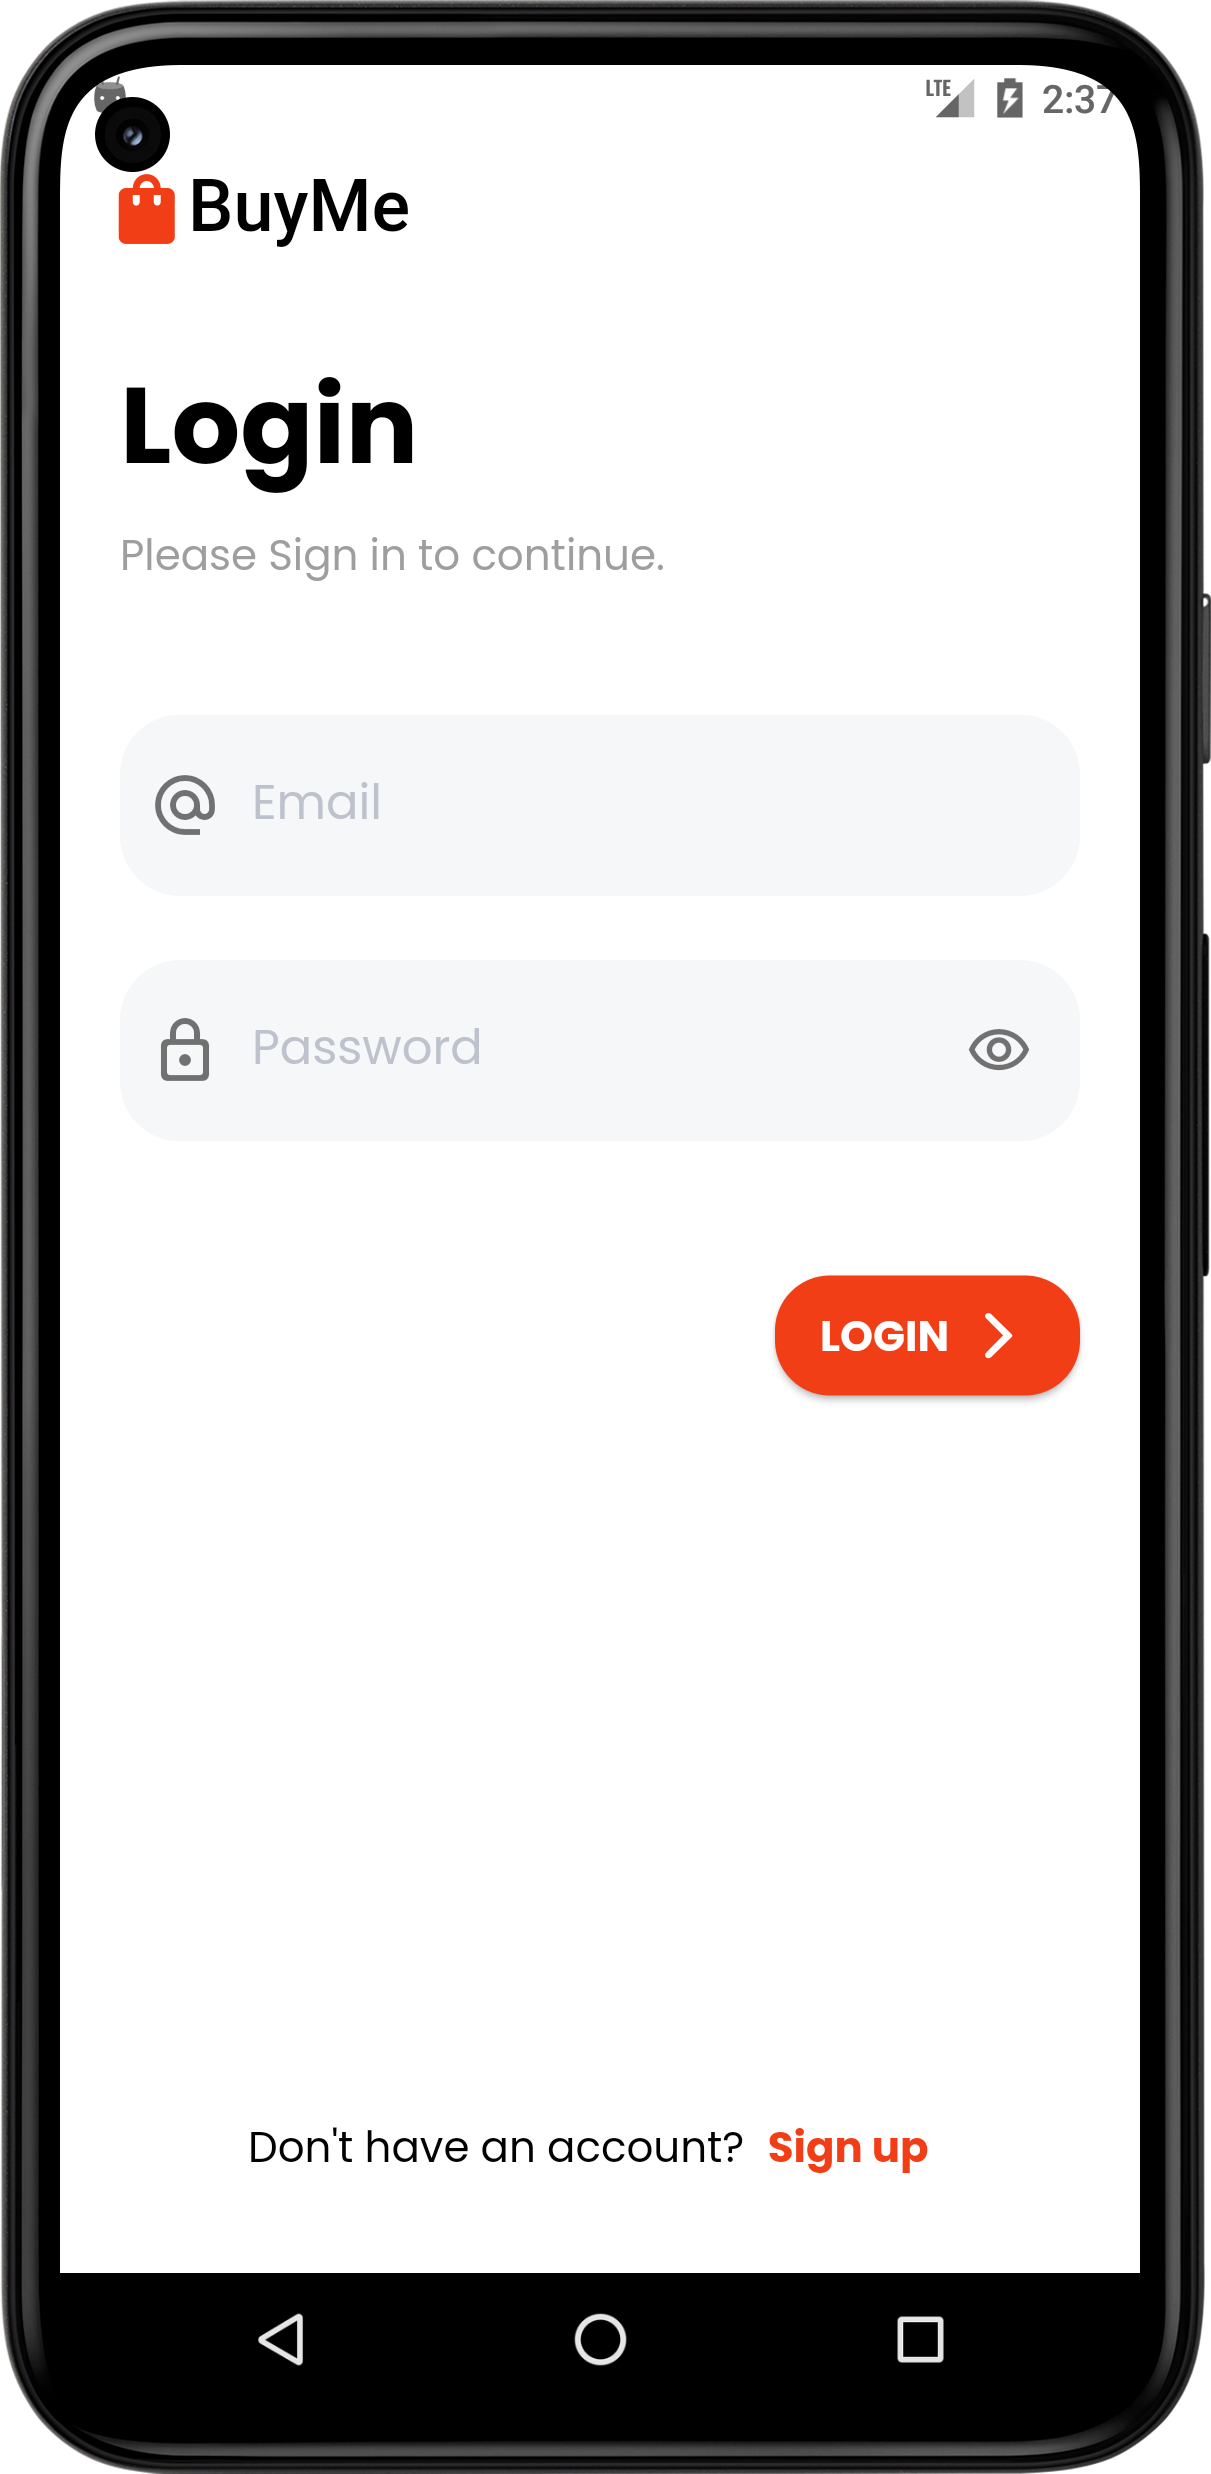 LTE 2:37
BuyMe
Login
Please Sign in to continue.
Email
Password
LOGIN
Don't have an account? Sign up